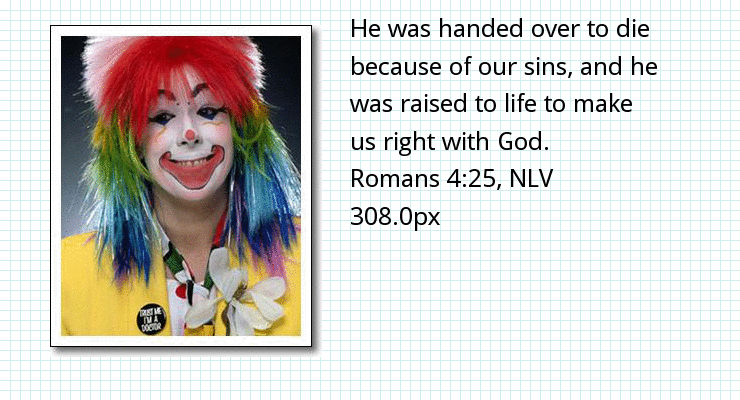 He was handed over to die
because of our sins, and he
was raised to life to make
us right with God.
Romans 4:25, NLV
308.0px
TRUST ME
I'M A
DOCTOR